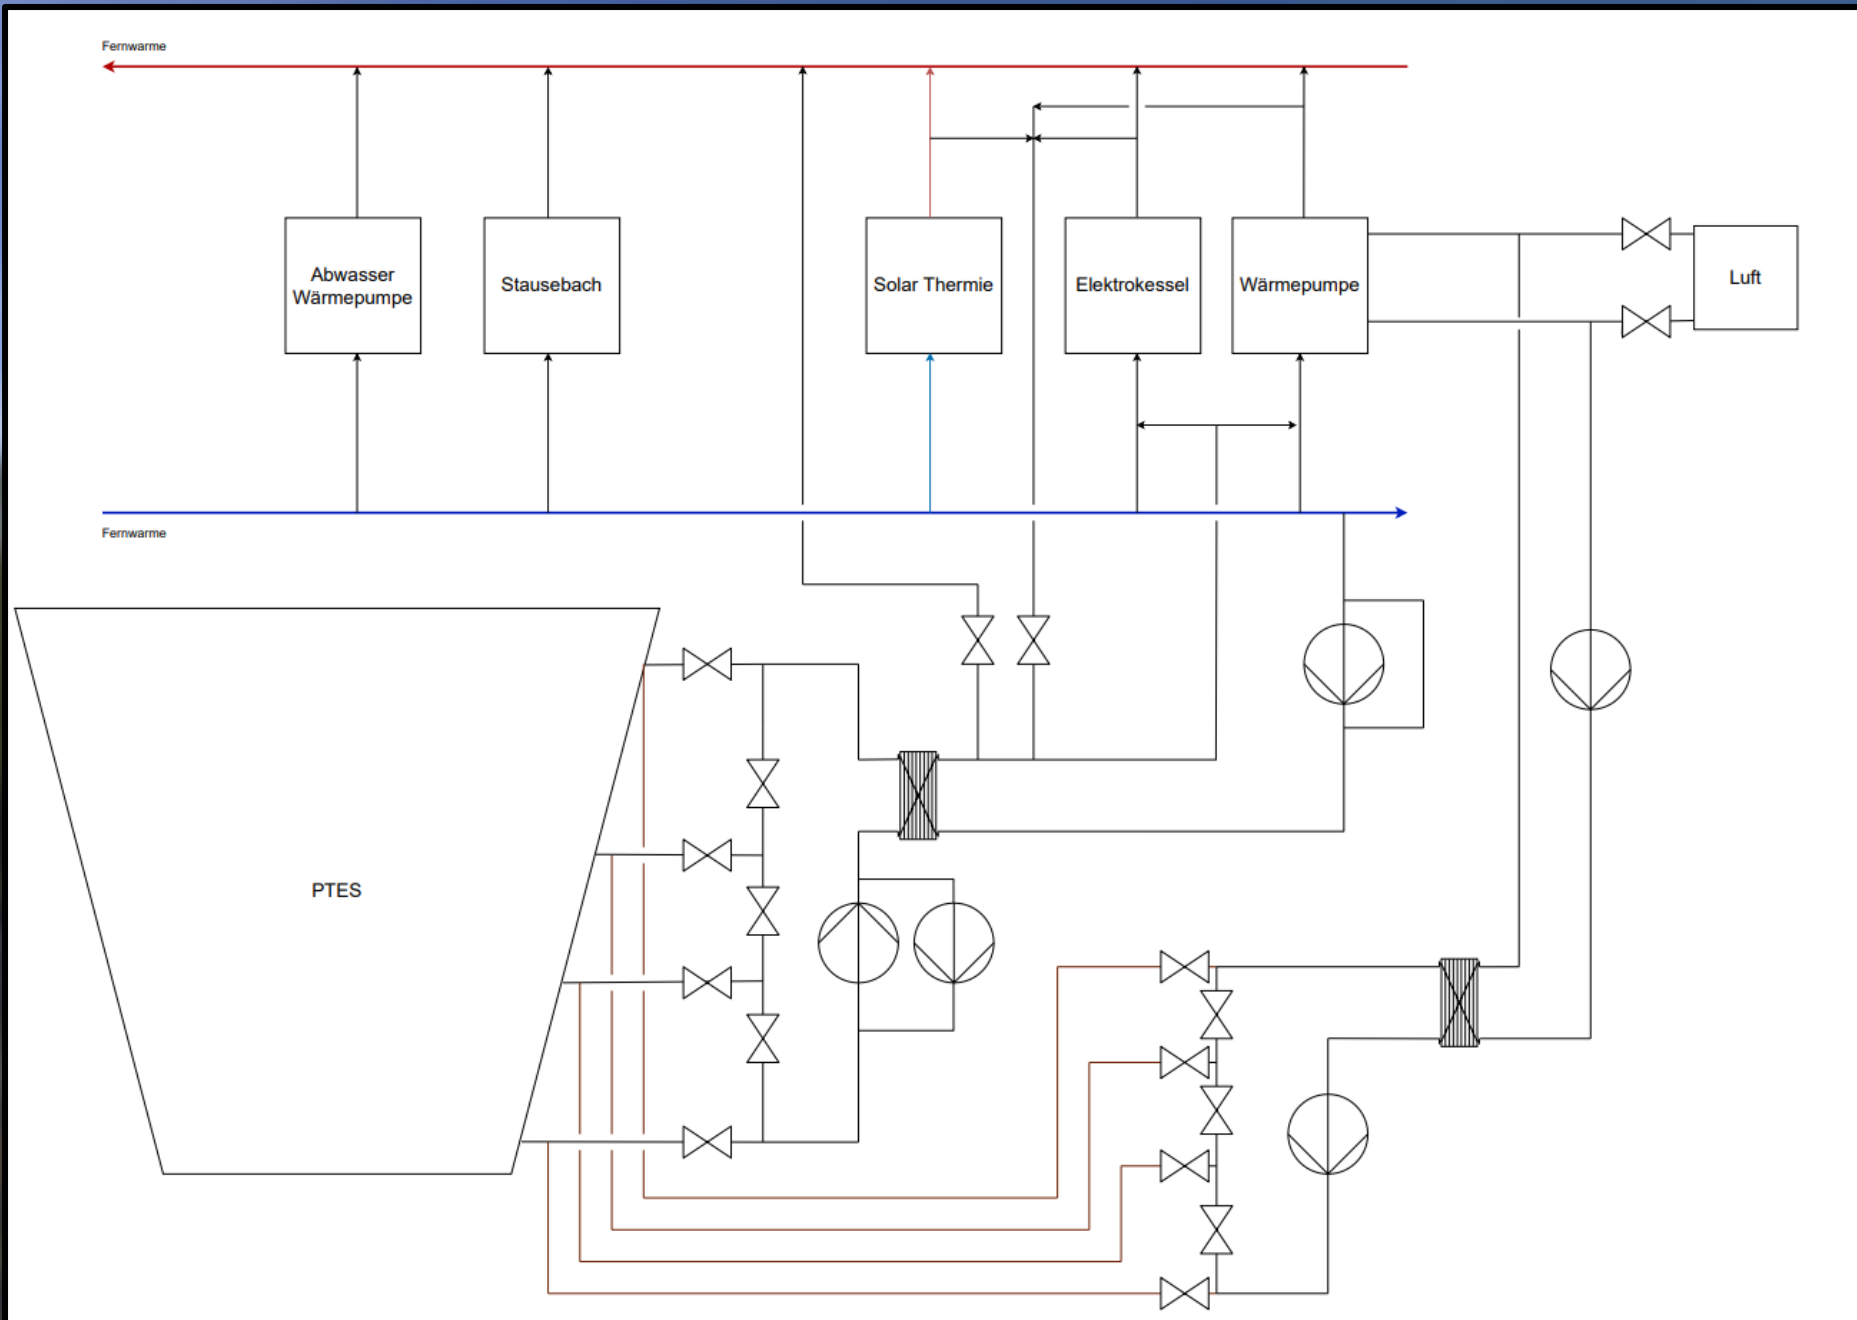 Fernwarme
Abwasser
Wärmepumpe
Stausebach
Solar Thermie
Elektrokessel
Wärmepumpe
Luft
Fernwarme
PTES